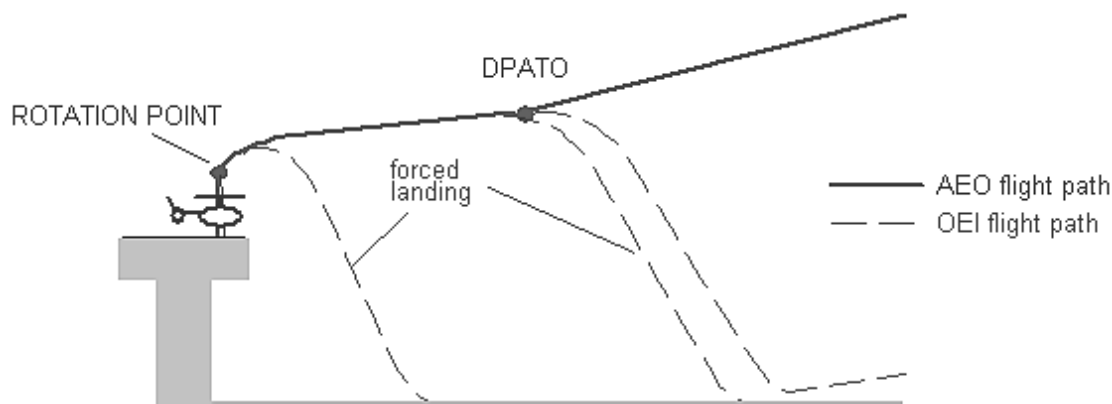 DPATO
ROTATION POINT
forced
landing
AEO flight path
OEI flight path